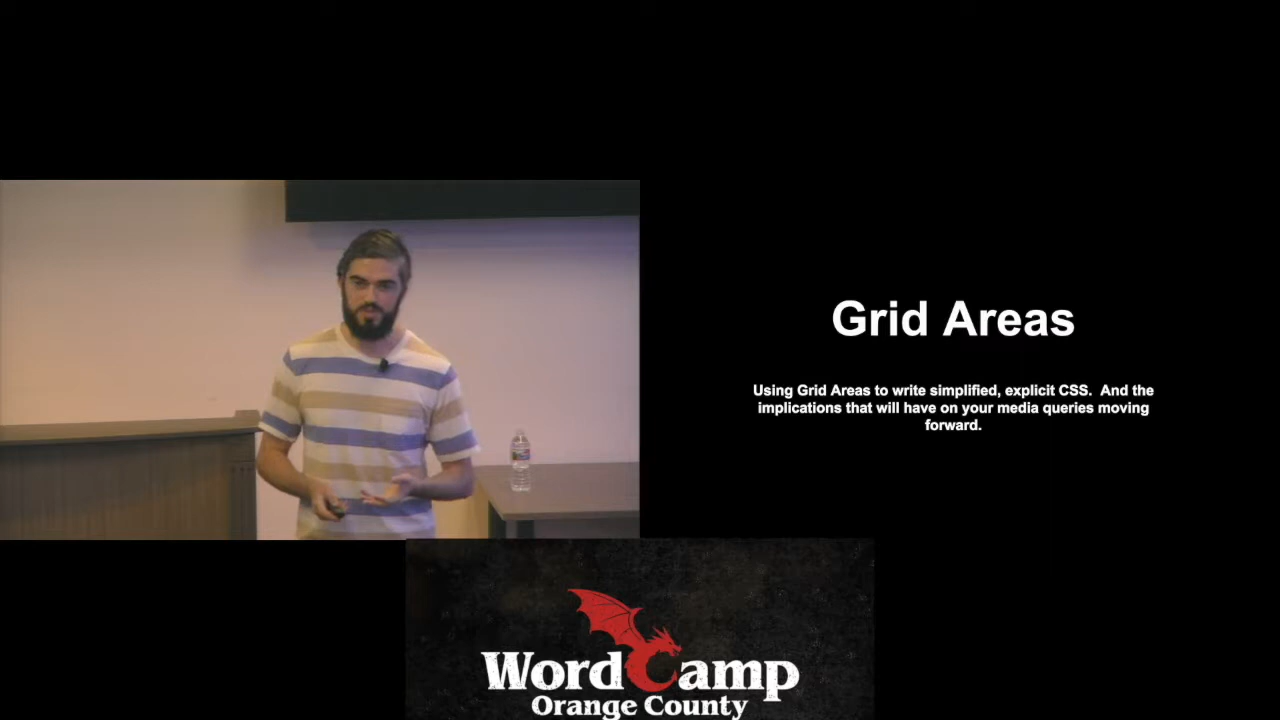 Grid Areas
Using Grid Areas to write simplified, explicit CSS.  And the
implications that will have on your media queries moving
forward.
WordCamp
Orange County